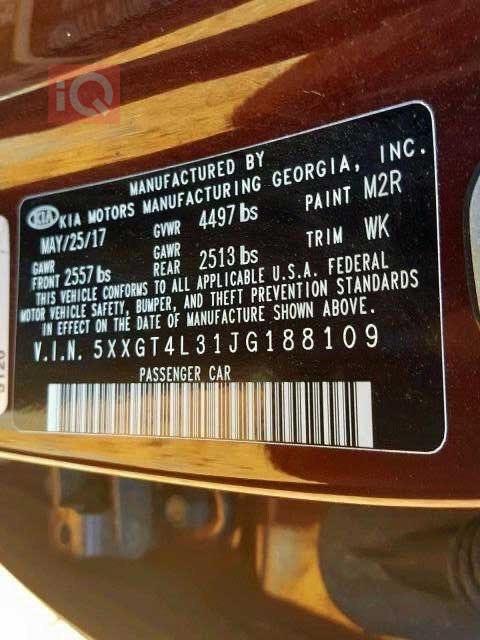 iQ
MANUFACTURED BY
KIA KIA MOTORS MANUFACTURING GEORGIA, INC.
MAY/25/17 GVWR 4497 lbs PAINT M2R
GAWR FRONT 2557 lbs GAWR REAR 2513 lbs TRIM WK
THIS VEHICLE CONFORMS TO ALL APPLICABLE U.S.A. FEDERAL
MOTOR VEHICLE SAFETY, BUMPER, AND THEFT PREVENTION STANDARDS
IN EFFECT ON THE DATE OF MANUFACTURE SHOWN ABOVE.
V.I.N. 5XXGT4L31JG188109
PASSENGER CAR